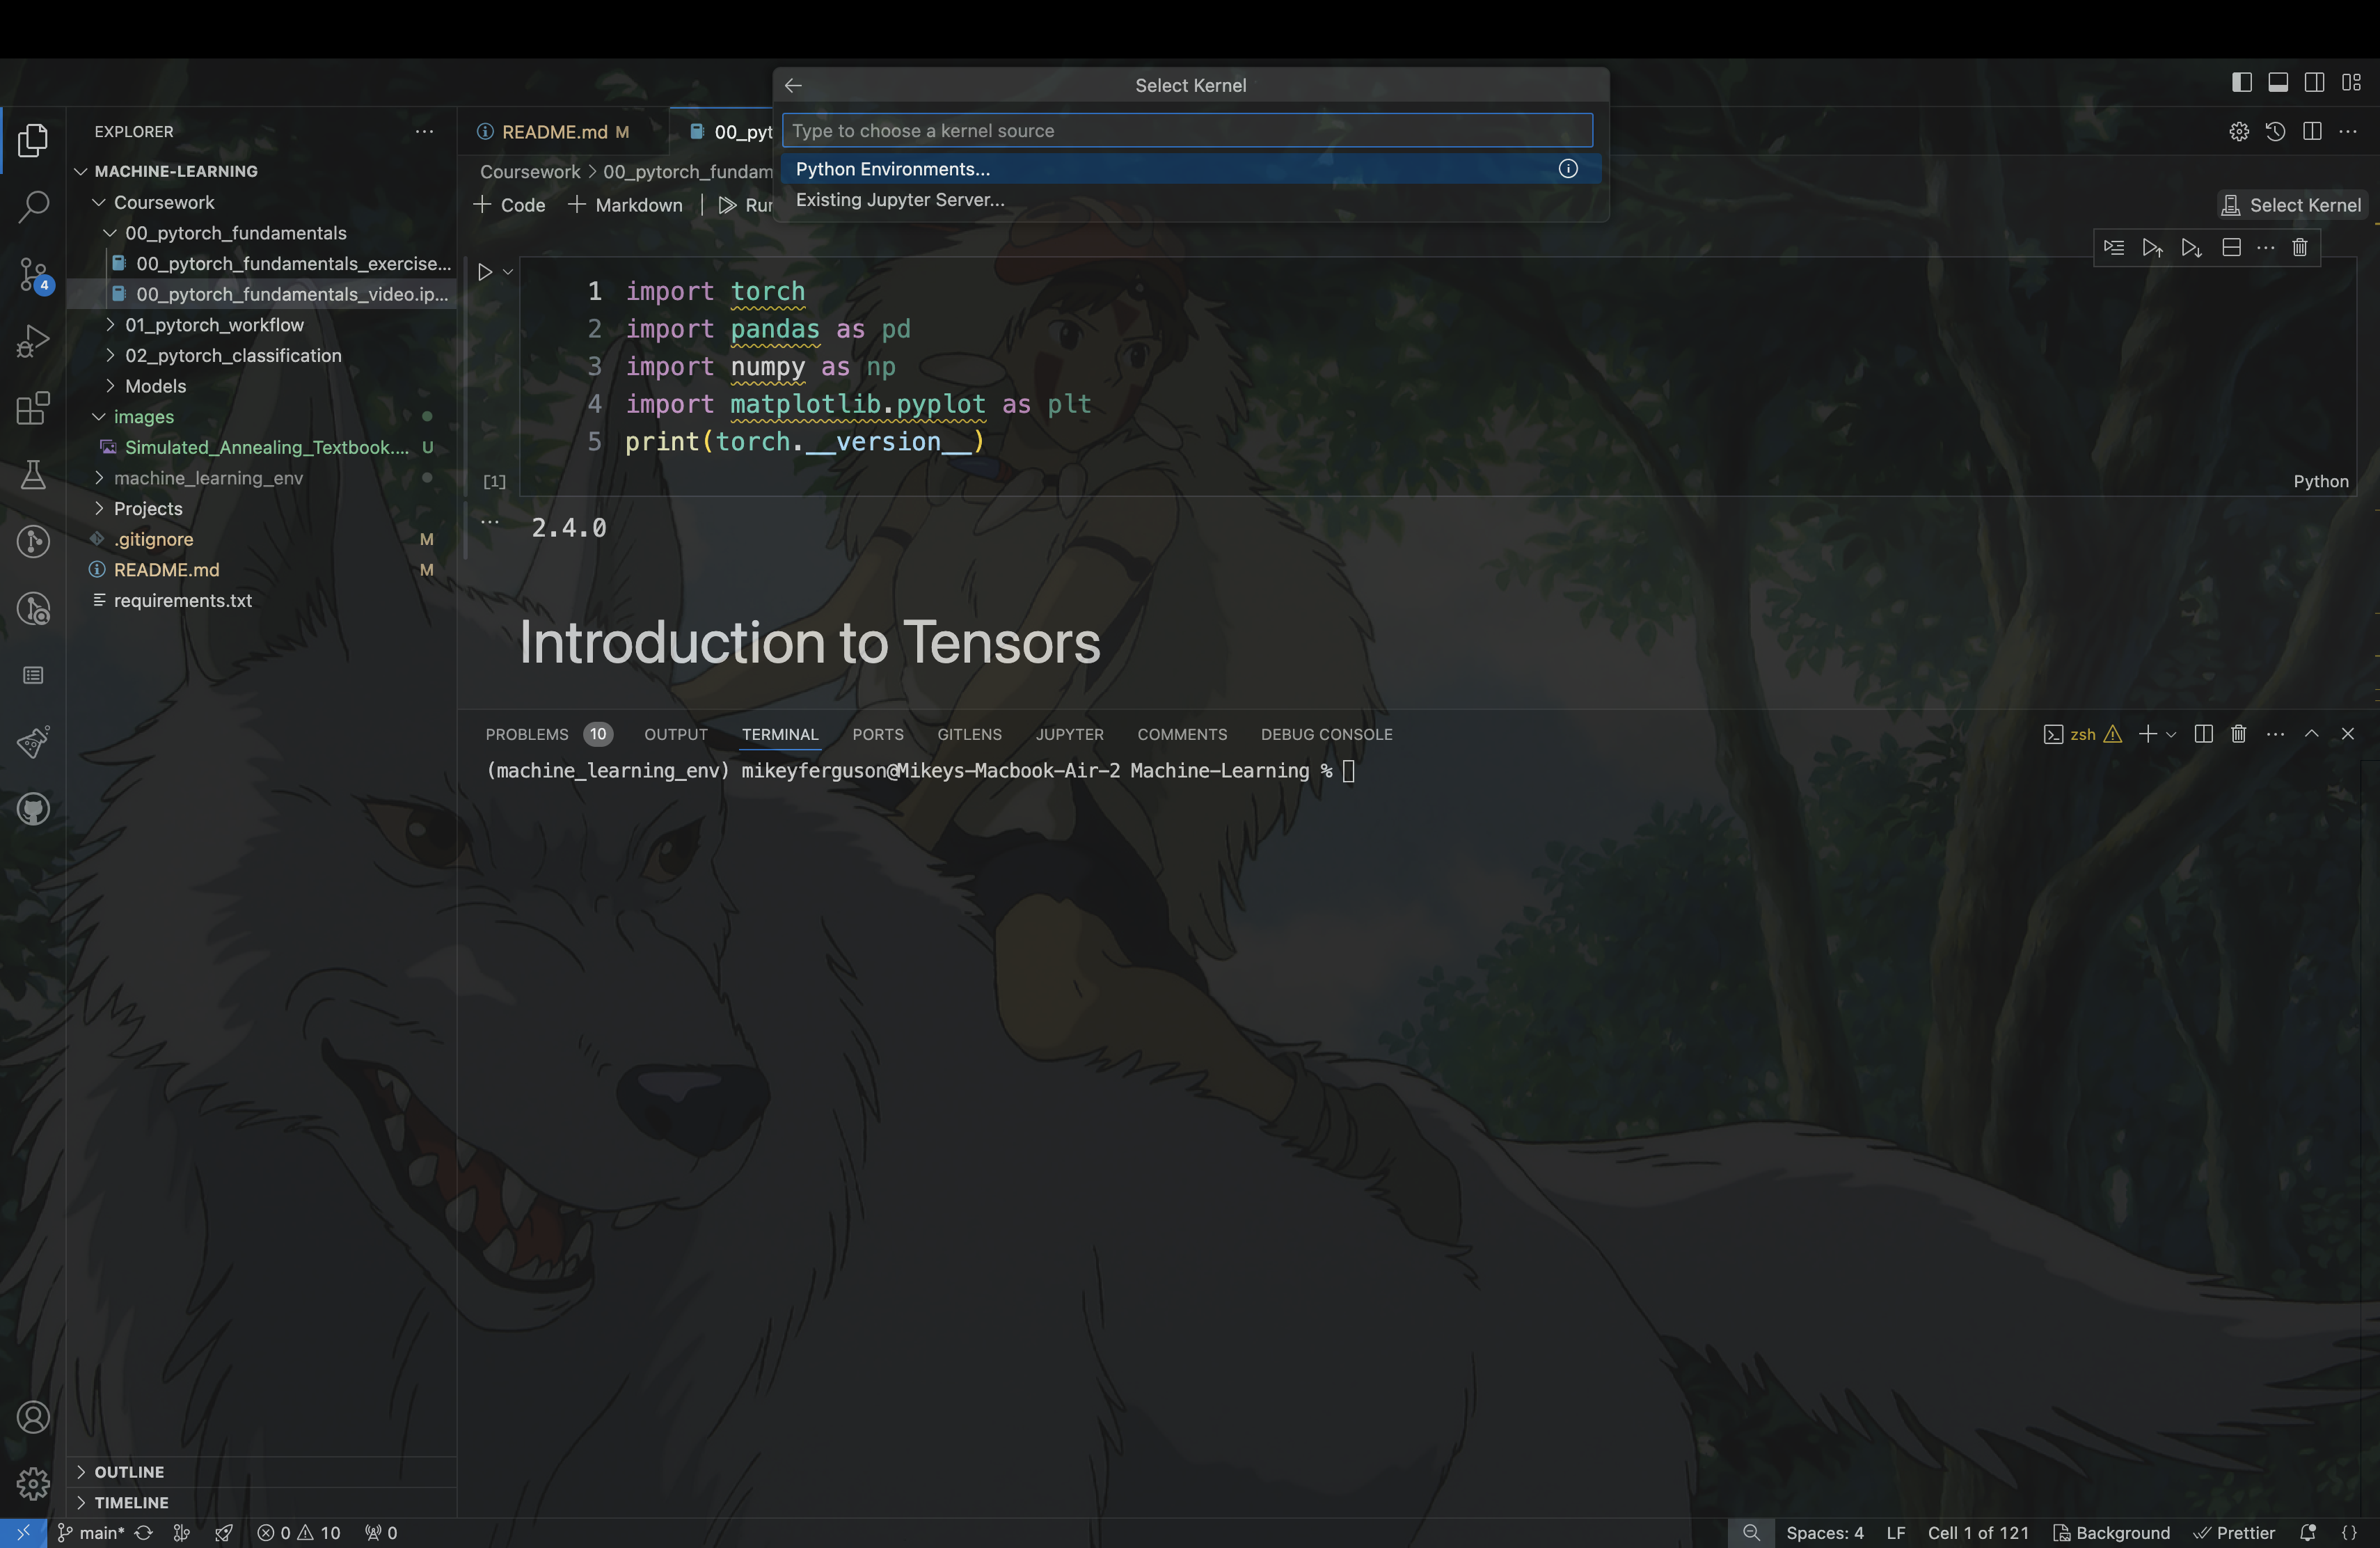 Select Kernel
Type to choose a kernel source
Python Environments...
Existing Jupyter Server...
EXPLORER
MACHINE-LEARNING
Coursework
00_pytorch_fundamentals
00_pytorch_fundamentals_exercise...
00_pytorch_fundamentals_video.ip...
01_pytorch_workflow
02_pytorch_classification
Models
images
Simulated_Annealing_Textbook.... U
machine_learning_env
Projects
.gitignore M
README.md M
requirements.txt
4
OUTLINE
TIMELINE
README.md M
00_pyt
Coursework > 00_pytorch_fundam
+ Code + Markdown | Run
Select Kernel
1 import torch
2 import pandas as pd
3 import numpy as np
4 import matplotlib.pyplot as plt
5 print(torch.__version__)
[1]
Python
... 2.4.0
Introduction to Tensors
PROBLEMS 10 OUTPUT TERMINAL PORTS GITLENS JUPYTER COMMENTS DEBUG CONSOLE
zsh
(machine_learning_env) mikeyferguson@Mikeys-Macbook-Air-2 Machine-Learning %
main* 0 10 0
Spaces: 4 LF Cell 1 of 121 Background Prettier {}